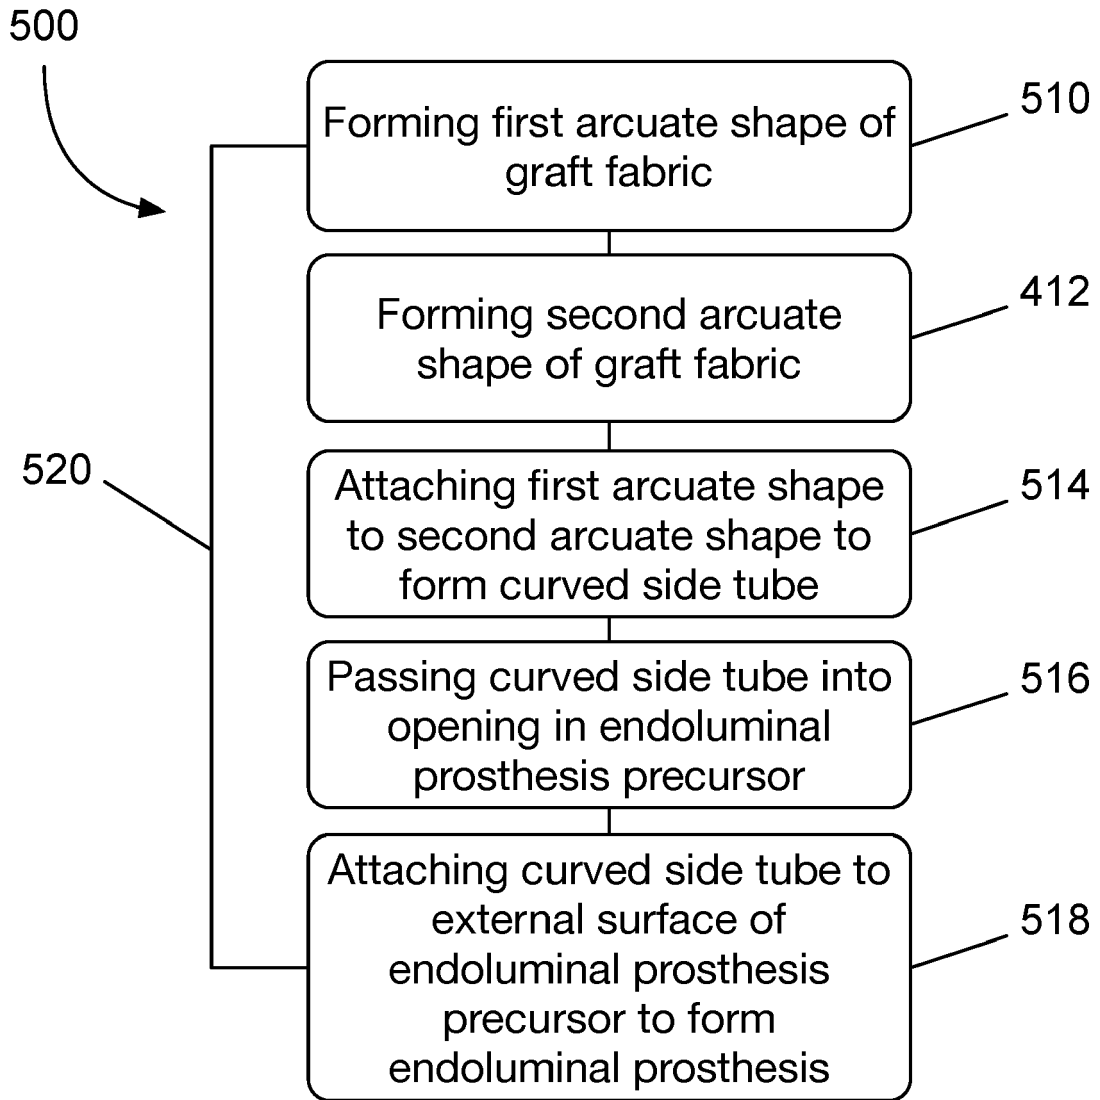 500
Forming first arcuate shape of
graft fabric
510
Forming second arcuate
shape of graft fabric
412
520
Attaching first arcuate shape
to second arcuate shape to
form curved side tube
514
Passing curved side tube into
opening in endoluminal
prosthesis precursor
516
Attaching curved side tube to
external surface of
endoluminal prosthesis
precursor to form
endoluminal prosthesis
518